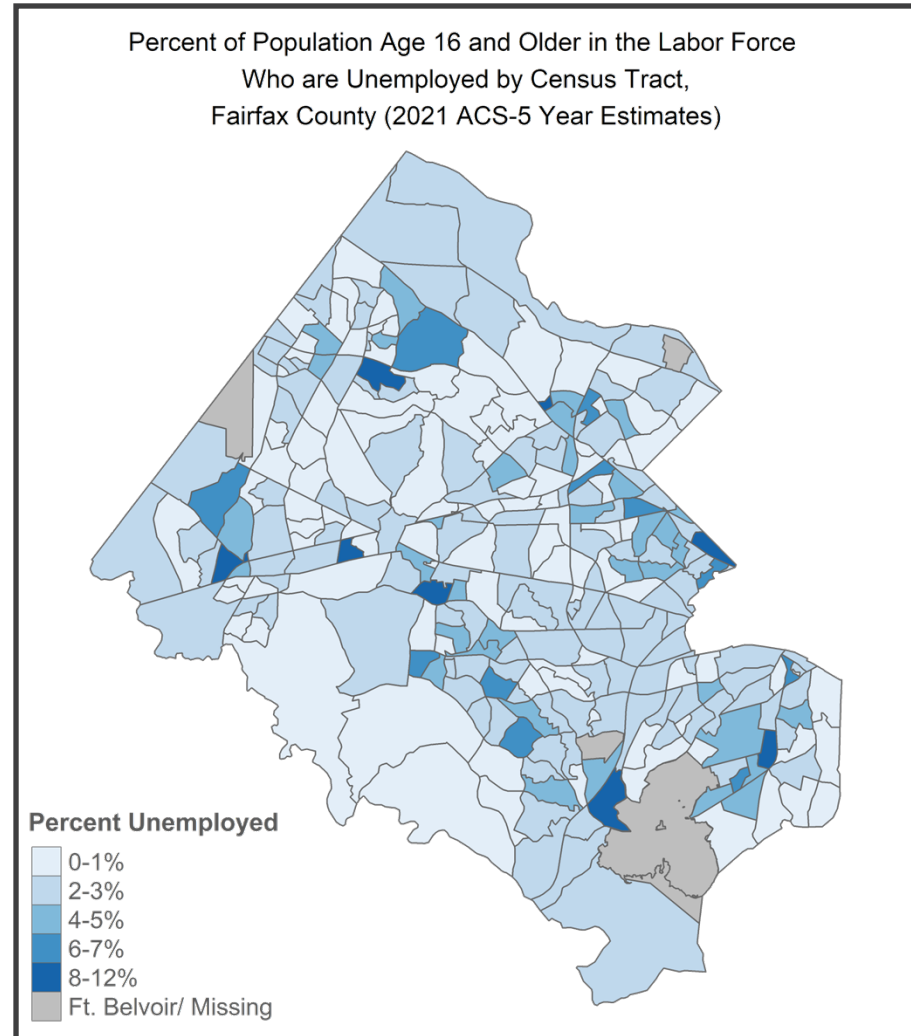 Percent of Population Age 16 and Older in the Labor Force
Who are Unemployed by Census Tract,
Fairfax County (2021 ACS-5 Year Estimates)
Percent Unemployed
0-1%
2-3%
4-5%
6-7%
8-12%
Ft. Belvoir/ Missing